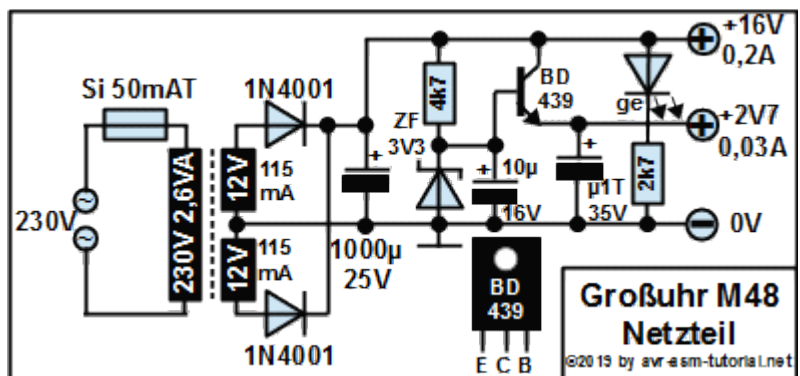 Si 50mAT
230V
230V 2,6VA
12V
115
mA
12V
115
mA
1N4001
1N4001
+
1000µ
25V
4k7
ZF
3V3
+
10µ
16V
BD
439
+
µ1T
35V
ge
2k7
+16V
0,2A
+2V7
0,03A
0V
BD
439
E C B
Großuhr M48
Netzteil
©2019 by avr-asm-tutorial.net